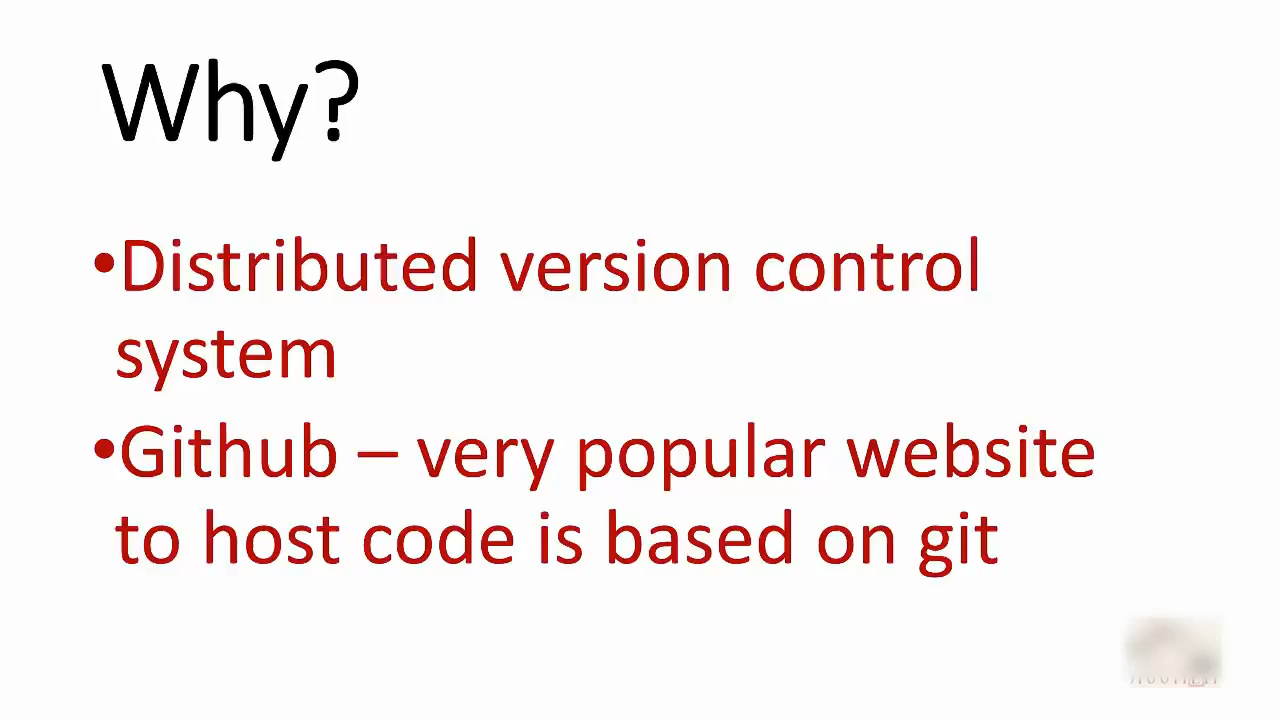 Why?
•Distributed version control
system
•Github – very popular website
to host code is based on git